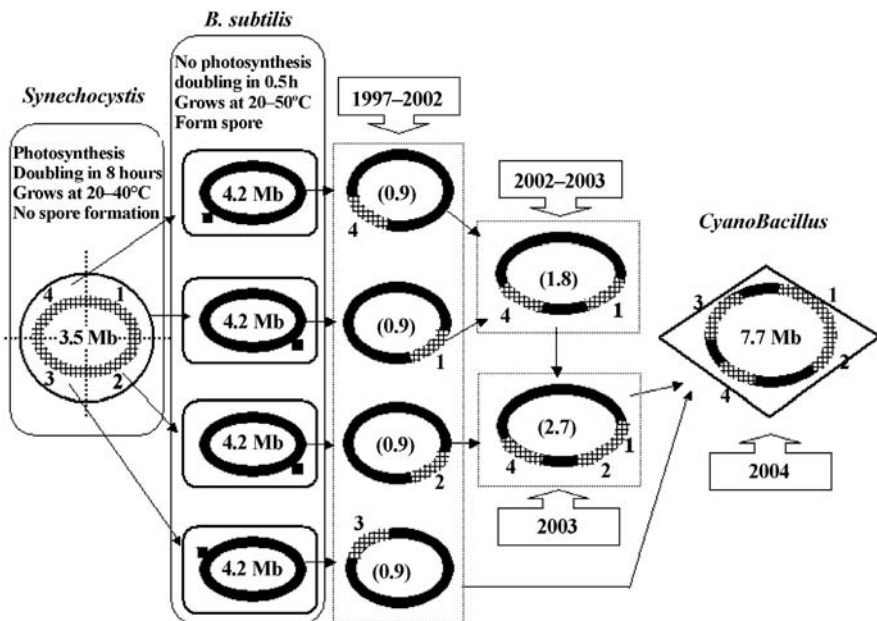 B. subtilis
No photosynthesis
doubling in 0.5h
Grows at 20–50ºC
Form spore
Synechocystis
Photosynthesis
Doubling in 8 hours
Grows at 20–40°C
No spore formation
4
1
3.5 Mb
3
2
4.2 Mb
4.2 Mb
4.2 Mb
4.2 Mb
1997–2002
(0.9)
4
(0.9)
1
(0.9)
2
3
(0.9)
2002–2003
(1.8)
4
1
(2.7)
4
2
1
2003
CyanoBacillus
3
1
7.7 Mb
4
2
2004